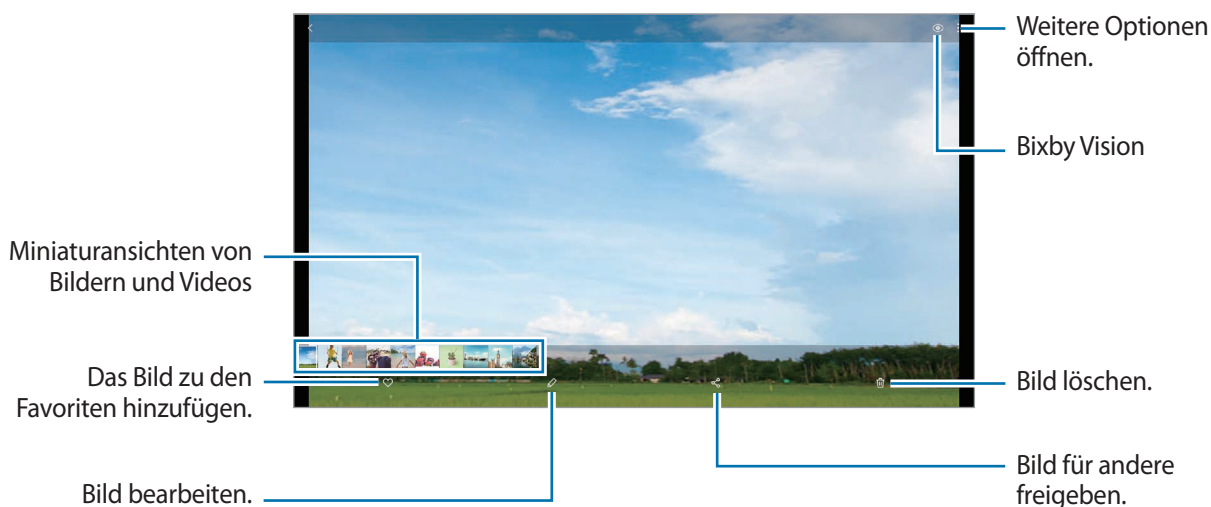 Weitere Optionen
öffnen.
Bixby Vision
Miniaturansichten von
Bildern und Videos
Das Bild zu den
Favoriten hinzufügen.
Bild löschen.
Bild bearbeiten.
Bild für andere
freigeben.